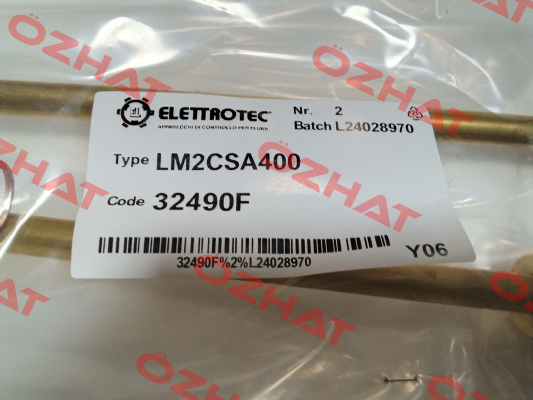 ELETTROTEC
APPARECCHI DI CONTROLLO PER FLUIDI
Nr. 2
Batch L24028970
Type LM2CSA400
Code 32490F
32490F%2%L24028970
Y06
ÖZHAT
ÖZHAT
ÖZHAT
ÖZHAT
ÖZHAT
ÖZHAT
ÖZHAT